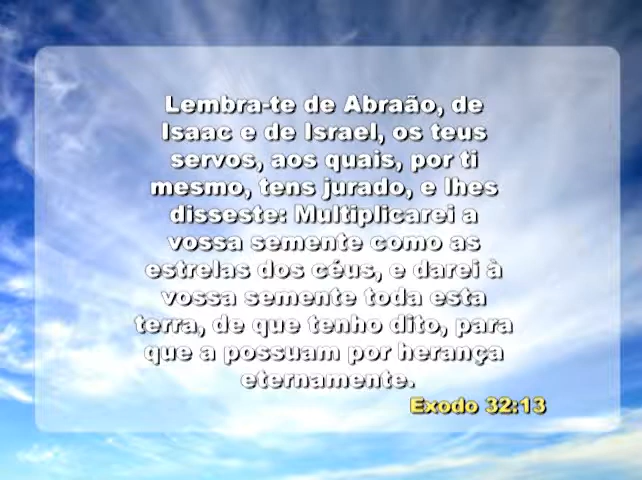 Lembra-te de Abraão, de
Isaac e de Israel, os teus
servos, aos quais, por ti
mesmo, tens jurado, e lhes
disseste: Multiplicarei a
vossa semente como as
estrelas dos céus, e darei à
vossa semente toda esta
terra, de que tenho dito, para
que a possuam por herança
eternamente.
Exodo 32:13